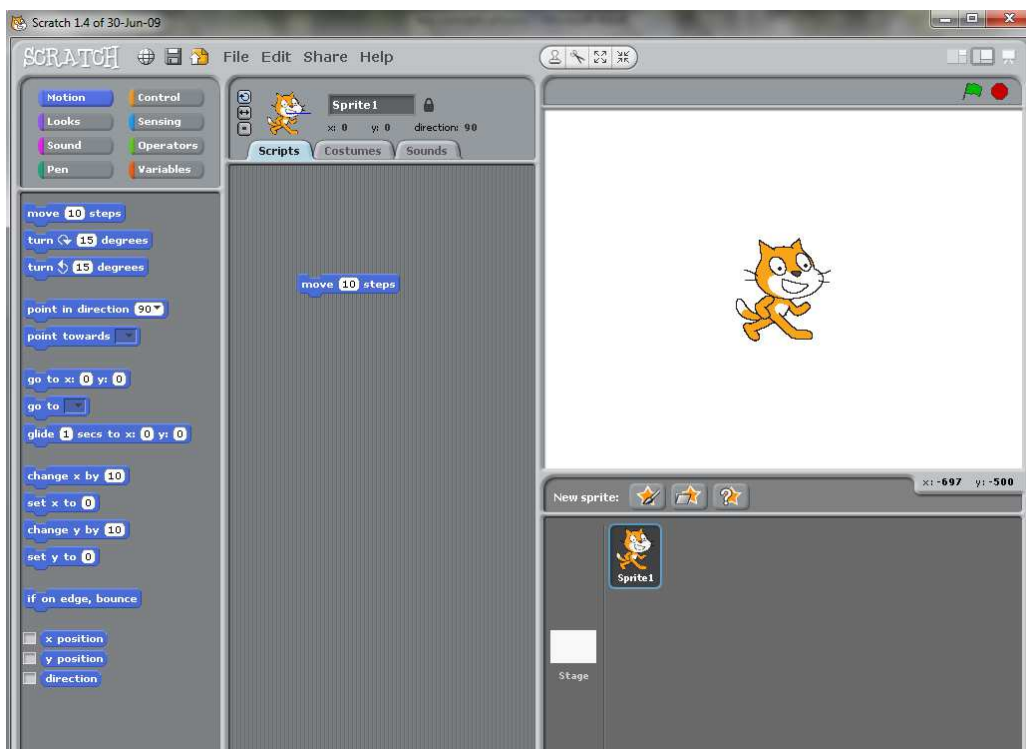 Scratch 1.4 of 30-Jun-09
SCRATCH File Edit Share Help
Motion Control
Looks Sensing
Sound Operators
Pen Variables
move 10 steps
turn 15 degrees
turn 15 degrees
point in direction 90
point towards
go to x: 0 y: 0
go to
glide 1 secs to x: 0 y: 0
change x by 10
set x to 0
change y by 10
set y to 0
if on edge, bounce
x position
y position
direction
Sprite1
x: 0 y: 0 direction: 90
Scripts Costumes Sounds
move 10 steps
x: -697 y: -500
New sprite:
Sprite1
Stage